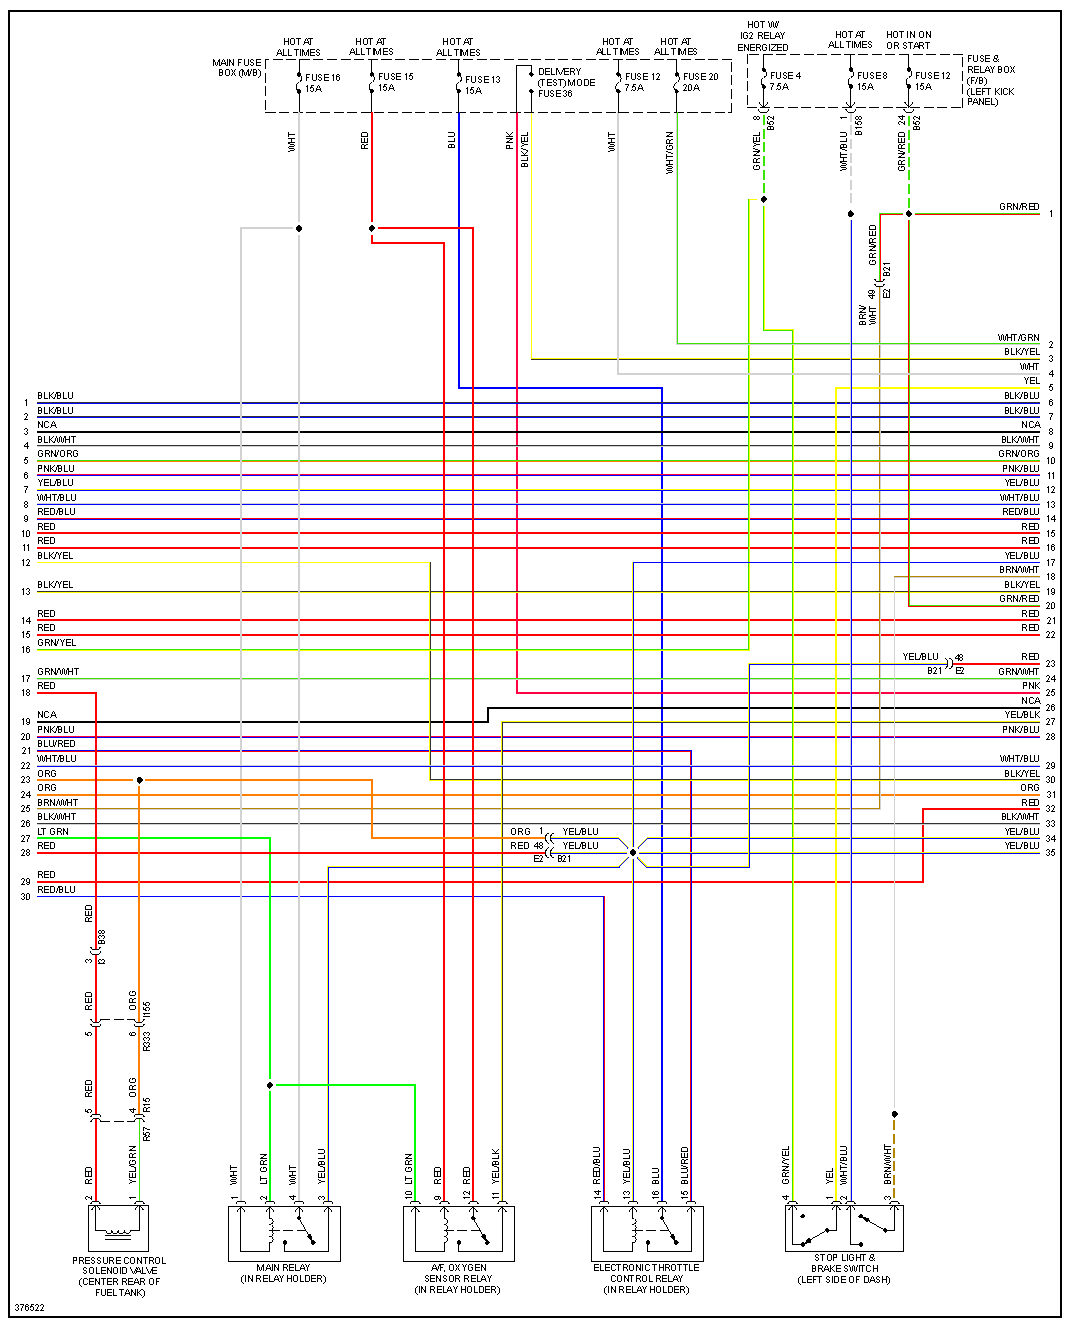 HOT AT
ALL TIMES
HOT AT
ALL TIMES
HOT AT
ALL TIMES
HOT AT
ALL TIMES
HOT AT
ALL TIMES
HOT W/
IG2 RELAY
ENERGIZED
HOT AT
ALL TIMES
HOT IN ON
OR START
MAIN FUSE
BOX (M/B)
FUSE 16
15A
FUSE 15
15A
FUSE 13
15A
DELIVERY
(TEST) MODE
FUSE 36
FUSE 12
7.5A
FUSE 20
20A
FUSE 4
7.5A
FUSE 8
15A
FUSE 12
15A
FUSE &
RELAY BOX
(F/B)
(LEFT KICK
PANEL)
8
B52
1
B158
24
B52
WHT
RED
BLU
PNK
BLK/YEL
WHT
WHT/GRN
GRN/YEL
WHT/BLU
GRN/RED
GRN/RED 1
GRN/RED
B21
49
E2
BRN/
WHT
WHT/GRN 2
BLK/YEL 3
WHT 4
YEL 5
1 BLK/BLU BLK/BLU 6
2 BLK/BLU BLK/BLU 7
3 NCA NCA 8
4 BLK/WHT BLK/WHT 9
5 GRN/ORG GRN/ORG 10
6 PNK/BLU PNK/BLU 11
7 YEL/BLU YEL/BLU 12
8 WHT/BLU WHT/BLU 13
9 RED/BLU RED/BLU 14
10 RED RED 15
11 RED RED 16
12 BLK/YEL YEL/BLU 17
BRN/WHT 18
13 BLK/YEL BLK/YEL 19
GRN/RED 20
14 RED RED 21
15 RED RED 22
16 GRN/YEL
YEL/BLU 48 RED 23
B21 E2
17 GRN/WHT GRN/WHT 24
18 RED PNK 25
NCA 26
19 NCA YEL/BLK 27
20 PNK/BLU PNK/BLU 28
21 BLU/RED
22 WHT/BLU WHT/BLU 29
23 ORG BLK/YEL 30
24 ORG ORG 31
25 BRN/WHT RED 32
26 BLK/WHT BLK/WHT 33
27 LT GRN ORG 1 YEL/BLU YEL/BLU 34
28 RED RED 48 YEL/BLU YEL/BLU 35
E2 B21
29 RED
30 RED/BLU
RED
B38
3
I3
RED
ORG
I155
5
6
R333
RED
ORG
R15
5
4
R57
RED
YEL/GRN
WHT
LT GRN
WHT
YEL/BLU
LT GRN
RED
RED
YEL/BLK
RED/BLU
YEL/BLU
BLU
BLU/RED
GRN/YEL
YEL
WHT/BLU
BRN/WHT
2
1
1
2
4
3
10
9
12
11
14
13
16
15
4
1
2
3
PRESSURE CONTROL
SOLENOID VALVE
(CENTER REAR OF
FUEL TANK)
MAIN RELAY
(IN RELAY HOLDER)
A/F, OXYGEN
SENSOR RELAY
(IN RELAY HOLDER)
ELECTRONIC THROTTLE
CONTROL RELAY
(IN RELAY HOLDER)
STOP LIGHT &
BRAKE SWITCH
(LEFT SIDE OF DASH)
376522